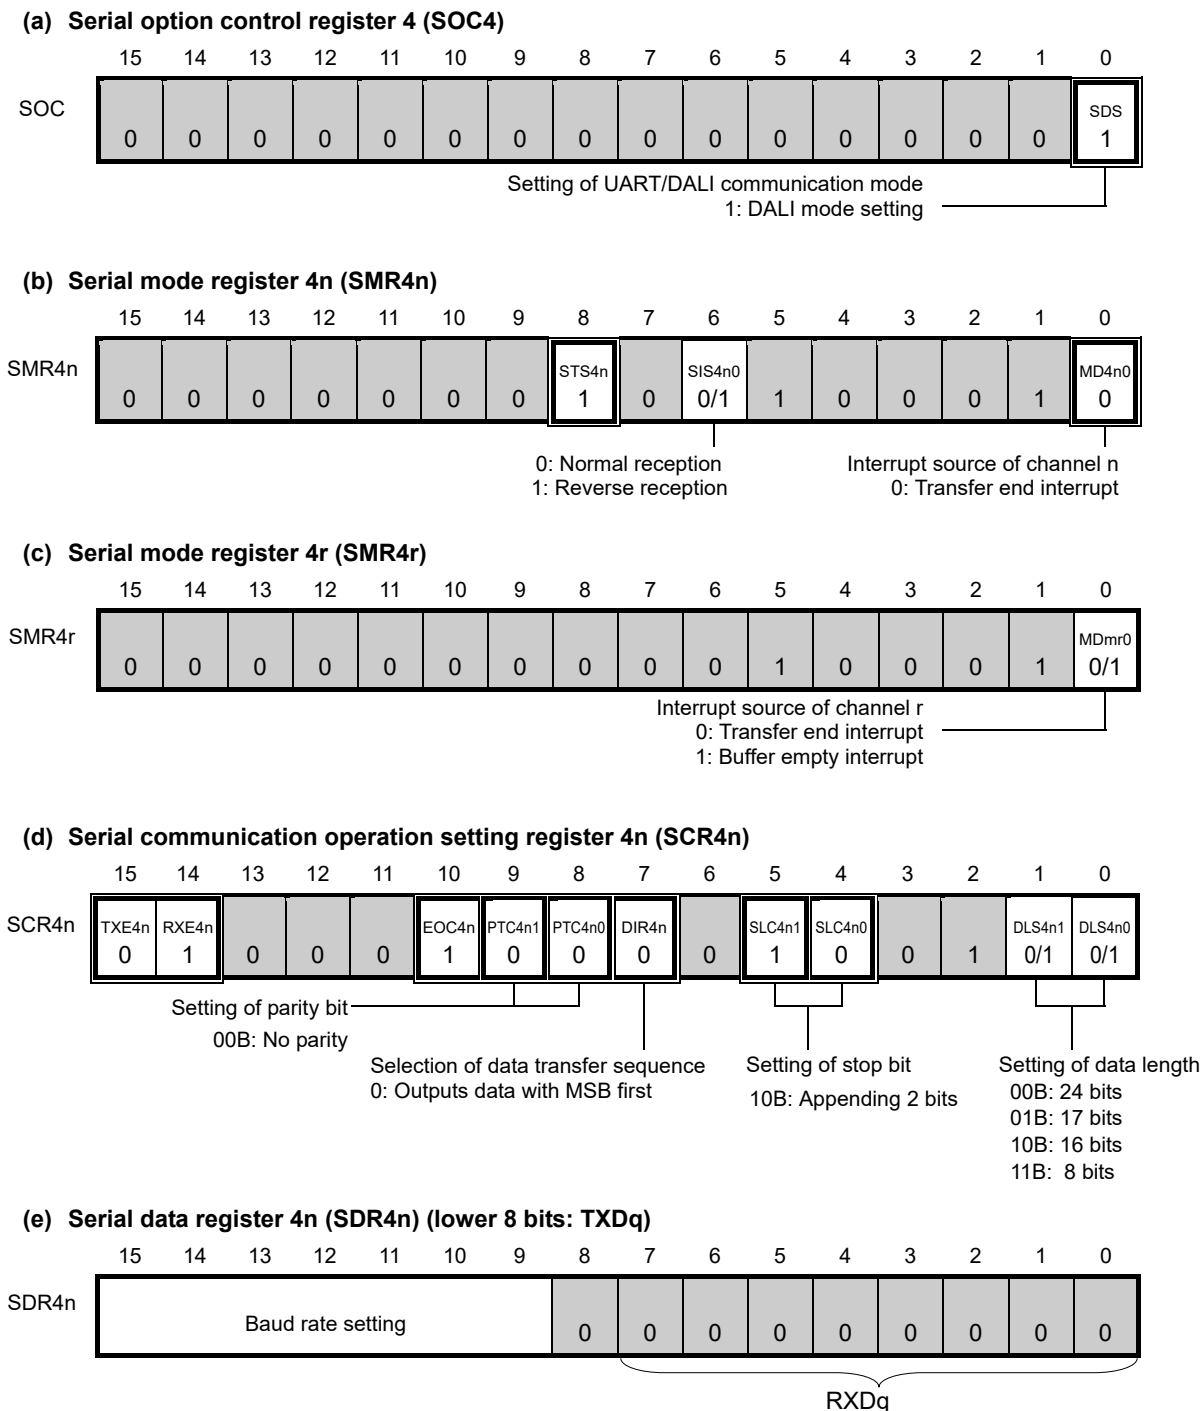 (a) Serial option control register 4 (SOC4)
15 14 13 12 11 10 9 8 7 6 5 4 3 2 1 0
SOC
SDS
0 0 0 0 0 0 0 0 0 0 0 0 0 0 0 1
Setting of UART/DALI communication mode
1: DALI mode setting
(b) Serial mode register 4n (SMR4n)
15 14 13 12 11 10 9 8 7 6 5 4 3 2 1 0
SMR4n
STS4n SIS4n0 MD4n0
0 0 0 0 0 0 0 1 0 0/1 1 0 0 0 1 0
0: Normal reception Interrupt source of channel n
1: Reverse reception 0: Transfer end interrupt
(c) Serial mode register 4r (SMR4r)
15 14 13 12 11 10 9 8 7 6 5 4 3 2 1 0
SMR4r
MDmr0
0 0 0 0 0 0 0 0 0 0 1 0 0 0 1 0/1
Interrupt source of channel r
0: Transfer end interrupt
1: Buffer empty interrupt
(d) Serial communication operation setting register 4n (SCR4n)
15 14 13 12 11 10 9 8 7 6 5 4 3 2 1 0
SCR4n
TXE4n RXE4n EOC4n PTC4n1 PTC4n0 DIR4n SLC4n1 SLC4n0 DLS4n1 DLS4n0
0 1 0 0 0 1 0 0 0 0 1 0 0 1 0/1 0/1
Setting of parity bit
00B: No parity
Selection of data transfer sequence Setting of stop bit Setting of data length
0: Outputs data with MSB first 10B: Appending 2 bits 00B: 24 bits
01B: 17 bits
10B: 16 bits
11B: 8 bits
(e) Serial data register 4n (SDR4n) (lower 8 bits: TXDq)
15 14 13 12 11 10 9 8 7 6 5 4 3 2 1 0
SDR4n
Baud rate setting 0 0 0 0 0 0 0 0 0
RXDq